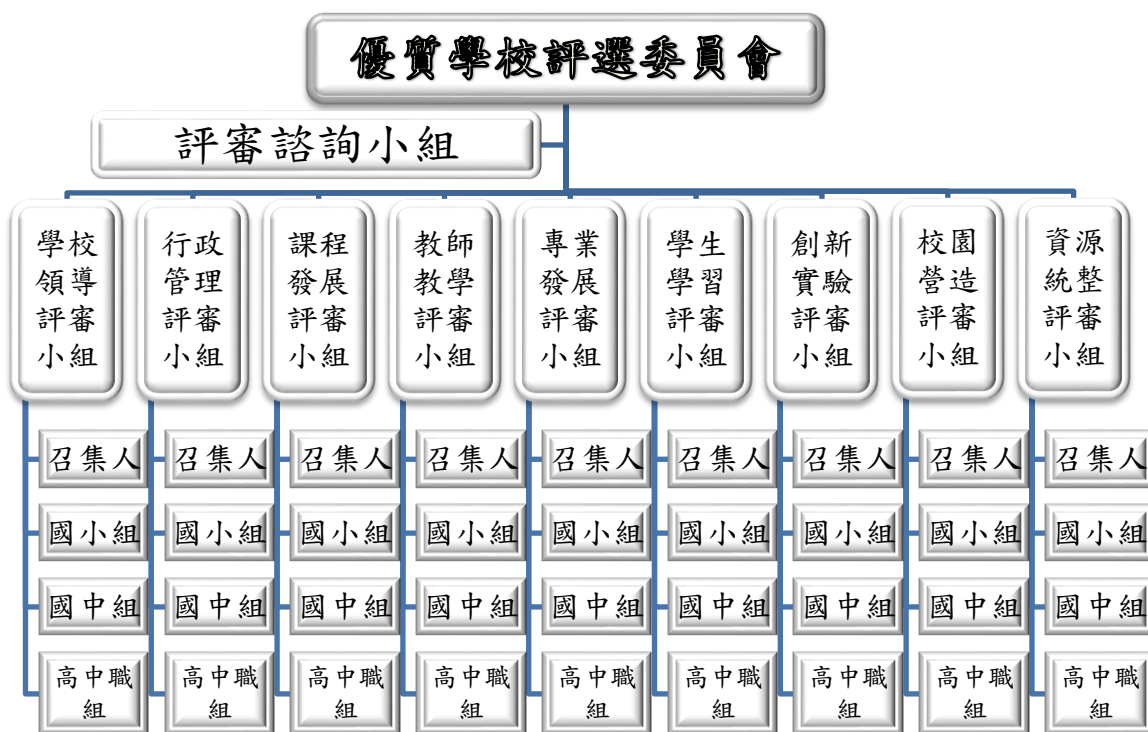 優質學校評選委員會
評審諮詢小組
學校
領導
評審
小組
行政
管理
評審
小組
課程
發展
評審
小組
教師
教學
評審
小組
專業
發展
評審
小組
學生
學習
評審
小組
創新
實驗
評審
小組
校園
營造
評審
小組
資源
統整
評審
小組
召集人
召集人
召集人
召集人
召集人
召集人
召集人
召集人
召集人
國小組
國小組
國小組
國小組
國小組
國小組
國小組
國小組
國小組
國中組
國中組
國中組
國中組
國中組
國中組
國中組
國中組
國中組
高中職
組
高中職
組
高中職
組
高中職
組
高中職
組
高中職
組
高中職
組
高中職
組
高中職
組